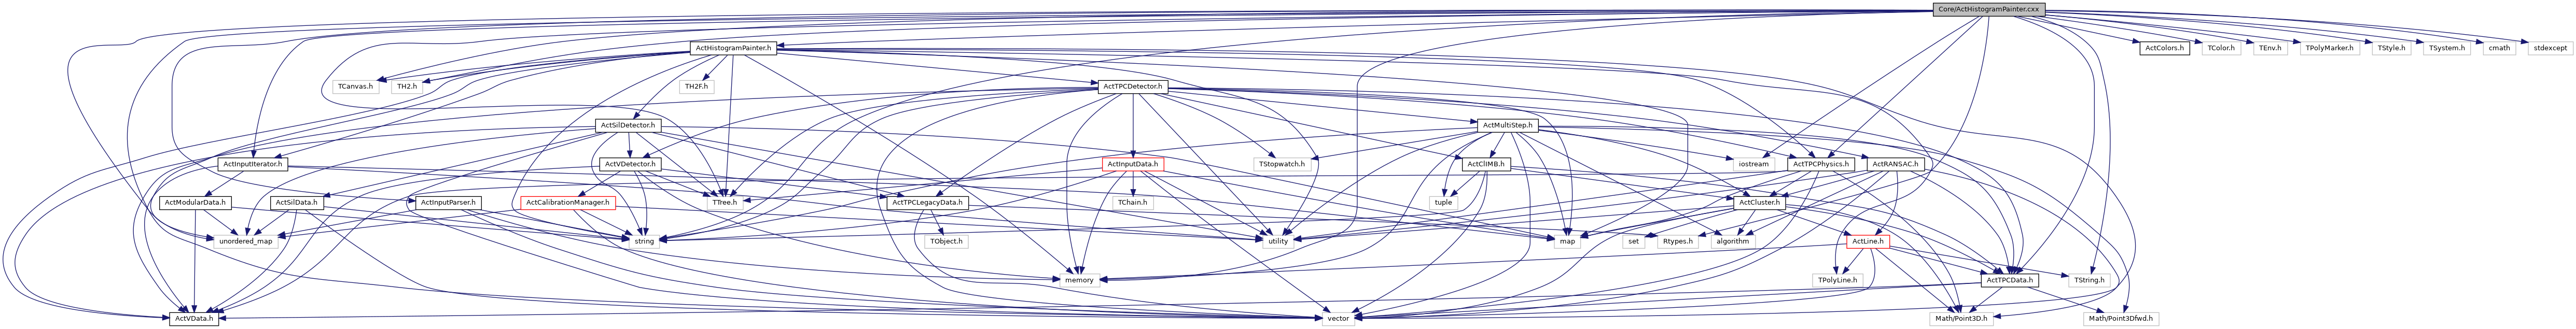 Core/ActHistogramPainter.cxx
ActHistogramPainter.h
ActColors.h
TColor.h
TEnv.h
TPolyMarker.h
TStyle.h
TSystem.h
cmath
stdexcept
TCanvas.h
TH2.h
TH2F.h
ActTPCDetector.h
ActSilDetector.h
ActMultiStep.h
ActInputIterator.h
ActVDetector.h
ActInputData.h
TStopwatch.h
ActCliMB.h
iostream
ActTPCPhysics.h
ActRANSAC.h
ActModularData.h
ActSilData.h
ActInputParser.h
ActCalibrationManager.h
TTree.h
ActTPCLegacyData.h
TChain.h
tuple
ActCluster.h
unordered_map
string
TObject.h
utility
map
set
Rtypes.h
algorithm
ActLine.h
memory
TPolyLine.h
ActTPCData.h
TString.h
ActVData.h
vector
Math/Point3D.h
Math/Point3Dfwd.h